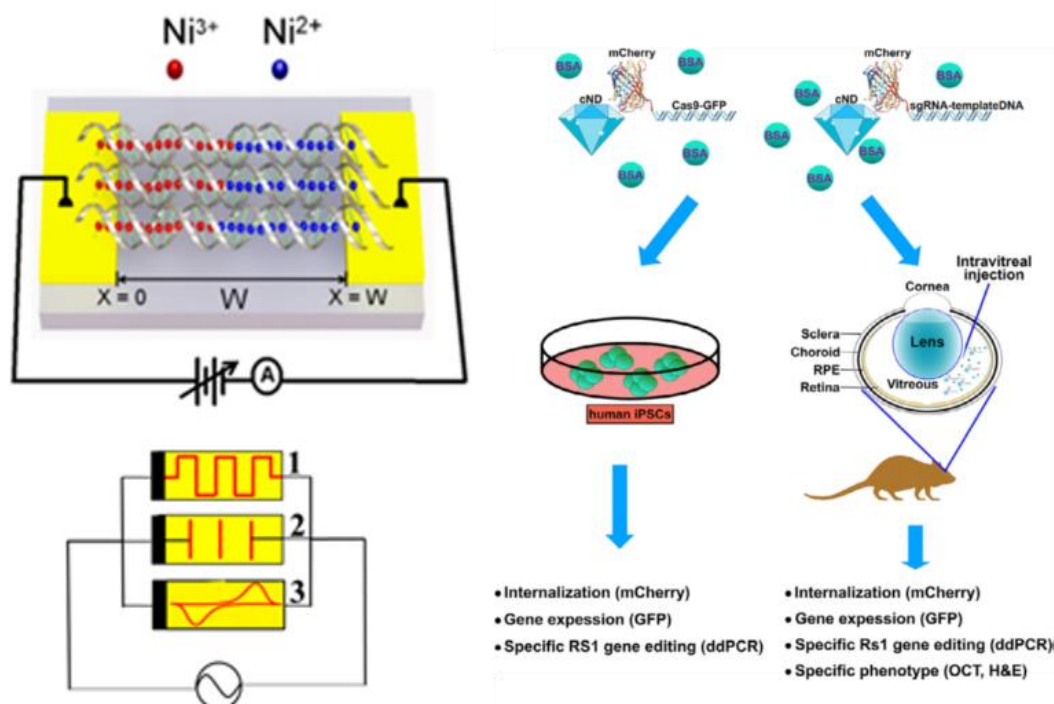 Ni³⁺ Ni²⁺
X = 0 W X = W
A
1
2
3
mCherry
BSA BSA
cND Cas9-GFP
BSA
BSA
mCherry
BSA BSA
cND sgRNA-templateDNA
BSA BSA
BSA
human iPSCs
Intravitreal
injection
Cornea
Sclera
Lens
Choroid
RPE
Vitreous
Retina
• Internalization (mCherry)
• Gene expession (GFP)
• Specific RS1 gene editing (ddPCR)
• Internalization (mCherry)
• Gene expession (GFP)
• Specific Rs1 gene editing (ddPCR)
• Specific phenotype (OCT, H&E)